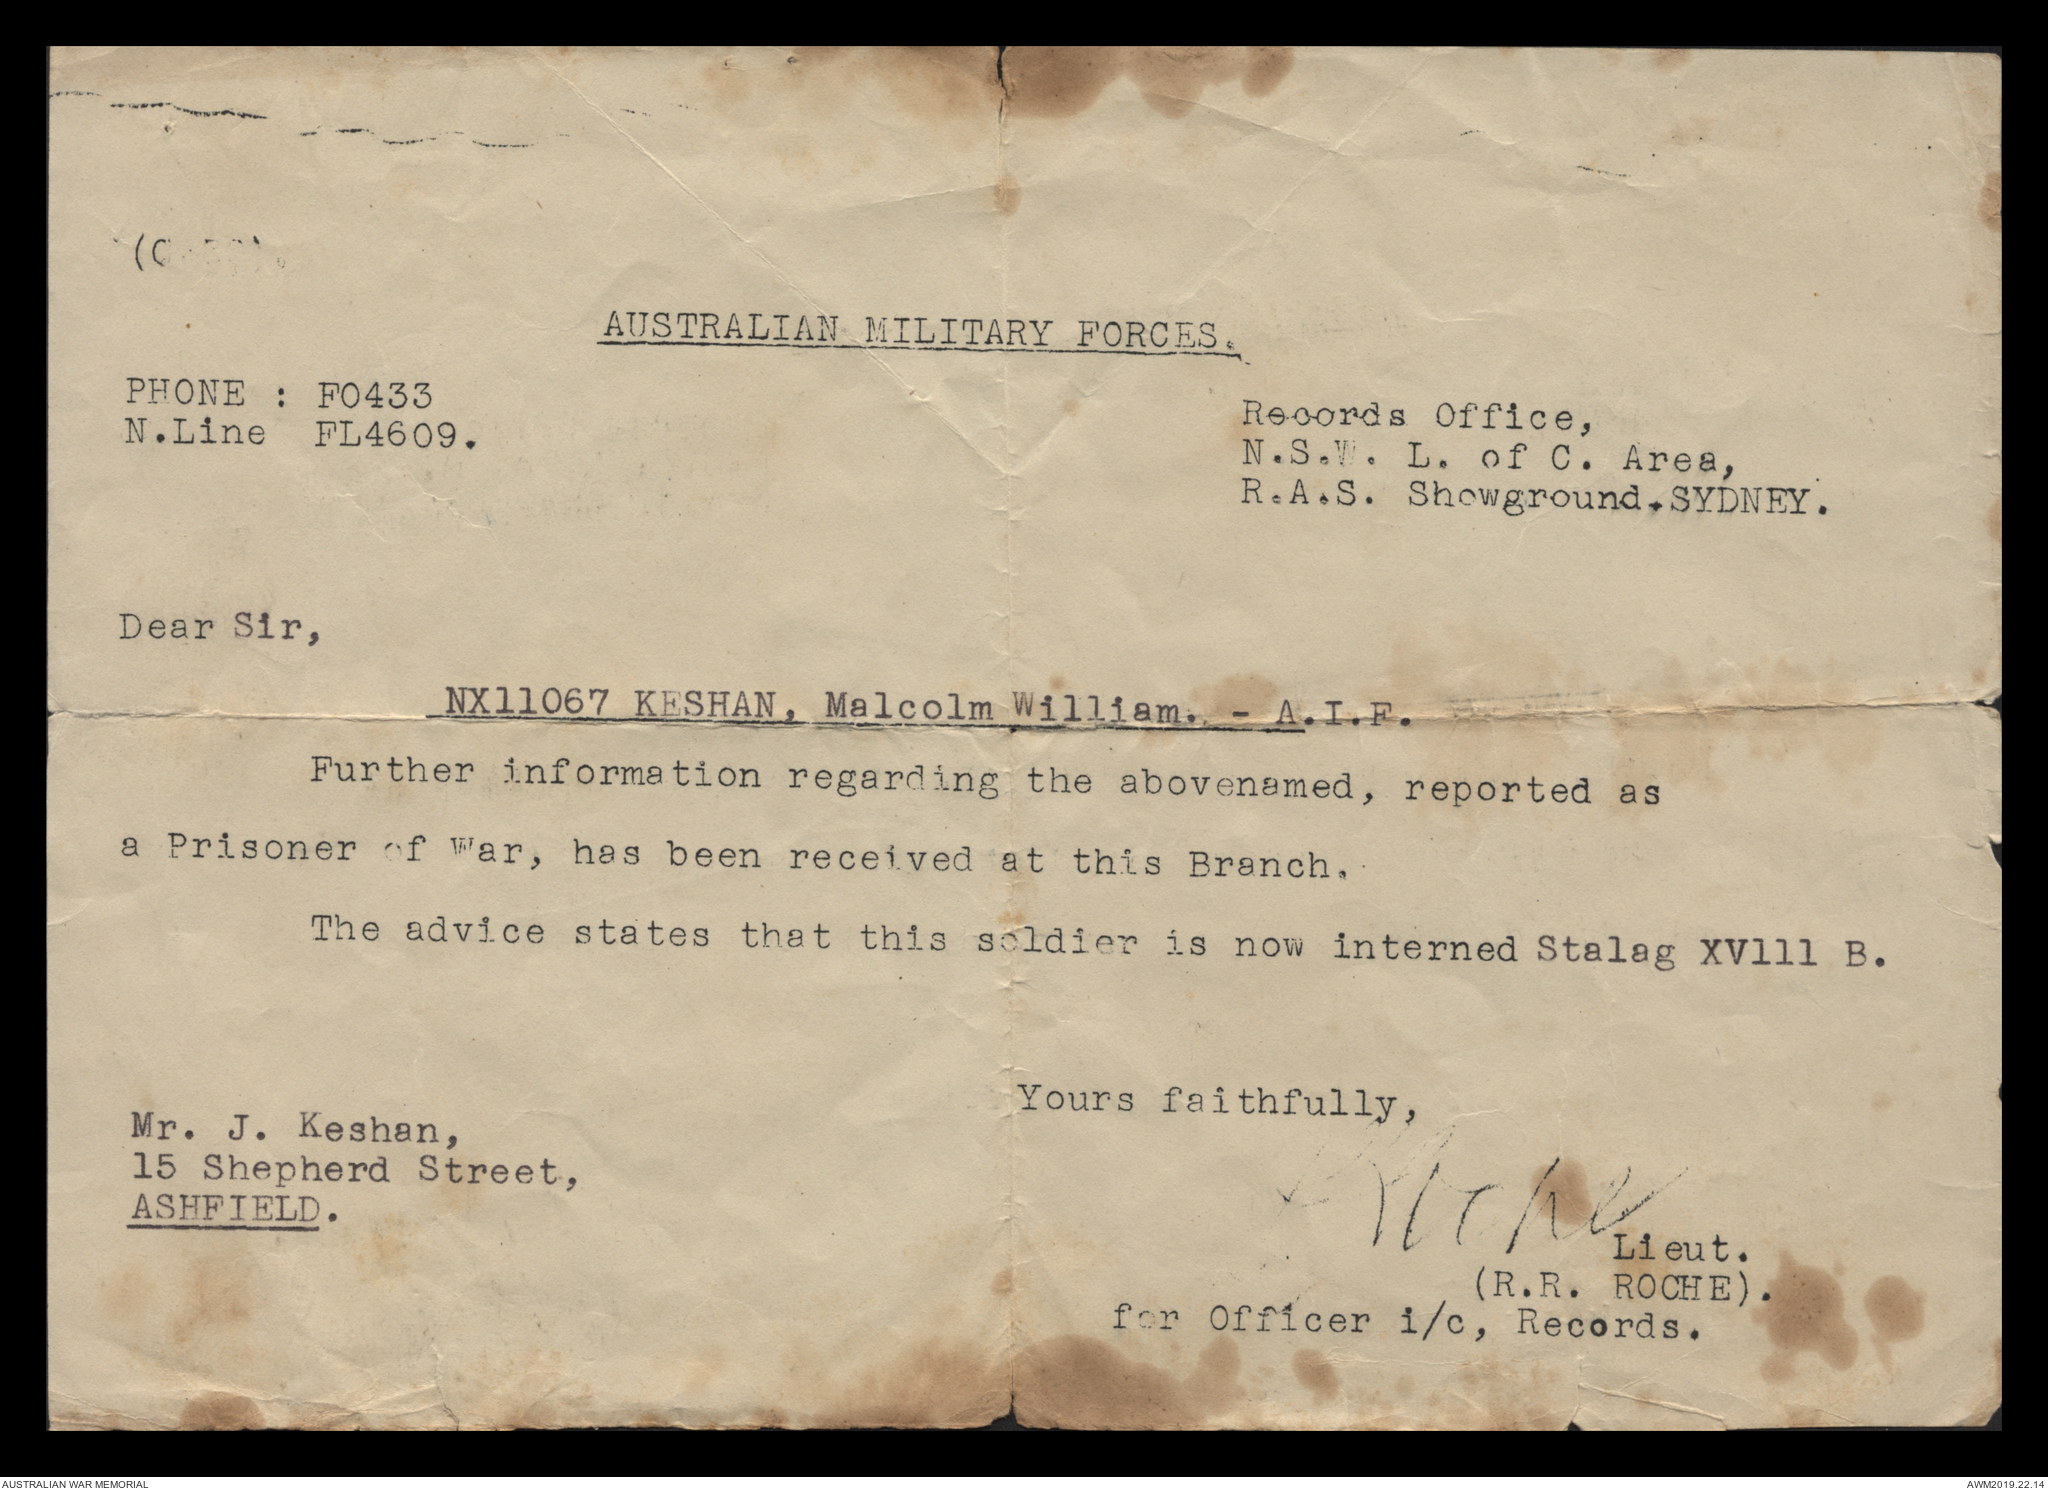 AUSTRALIAN MILITARY FORCES.
PHONE : FO433
N.Line FL4609.
Records Office,
N.S.W. L. of C. Area,
R.A.S. Showground.SYDNEY.
Dear Sir,
NX11067 KESHAN, Malcolm William. - A.I.F.
Further information regarding the abovenamed, reported as
a Prisoner of War, has been received at this Branch.
The advice states that this soldier is now interned Stalag XVlll B.
Yours faithfully,
Mr. J. Keshan,
15 Shepherd Street,
ASHFIELD.
RRoche
Lieut.
(R.R. ROCHE).
for Officer i/c, Records.
AUSTRALIAN WAR MEMORIAL
AWM2019.22.14